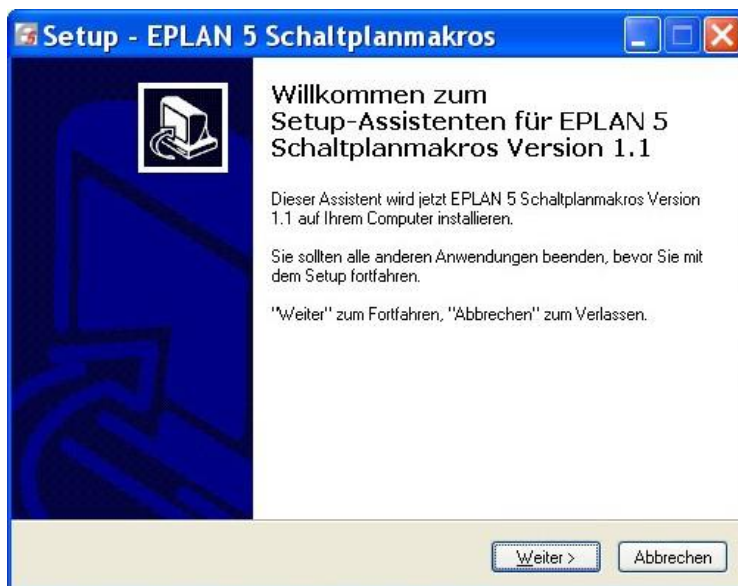 Setup - EPLAN 5 Schaltplanmakros
Willkommen zum
Setup-Assistenten für EPLAN 5
Schaltplanmakros Version 1.1
Dieser Assistent wird jetzt EPLAN 5 Schaltplanmakros Version
1.1 auf Ihrem Computer installieren.
Sie sollten alle anderen Anwendungen beenden, bevor Sie mit
dem Setup fortfahren.
"Weiter" zum Fortfahren, "Abbrechen" zum Verlassen.
Weiter >
Abbrechen